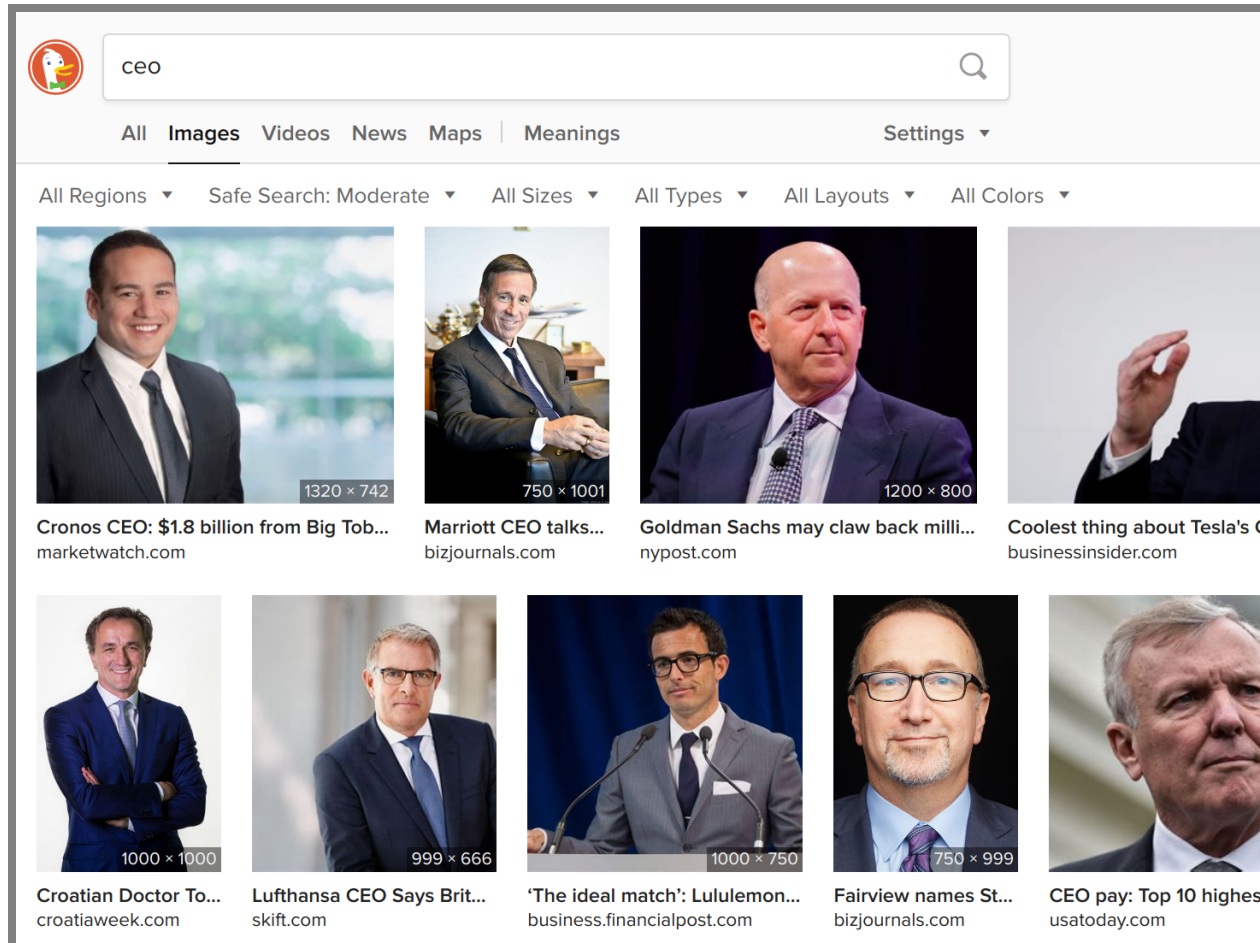 ceo
All Images Videos News Maps Meanings Settings
All Regions Safe Search: Moderate All Sizes All Types All Layouts All Colors
1320 × 742
750 × 1001
1200 × 800
Cronos CEO: $1.8 billion from Big Tob...
marketwatch.com
Marriott CEO talks...
bizjournals.com
Goldman Sachs may claw back milli...
nypost.com
Coolest thing about Tesla's
businessinsider.com
1000 × 1000
999 × 666
1000 × 750
750 × 999
Croatian Doctor To...
croatiaweek.com
Lufthansa CEO Says Brit...
skift.com
‘The ideal match’: Lululemon...
business.financialpost.com
Fairview names St...
bizjournals.com
CEO pay: Top 10 highes
usatoday.com